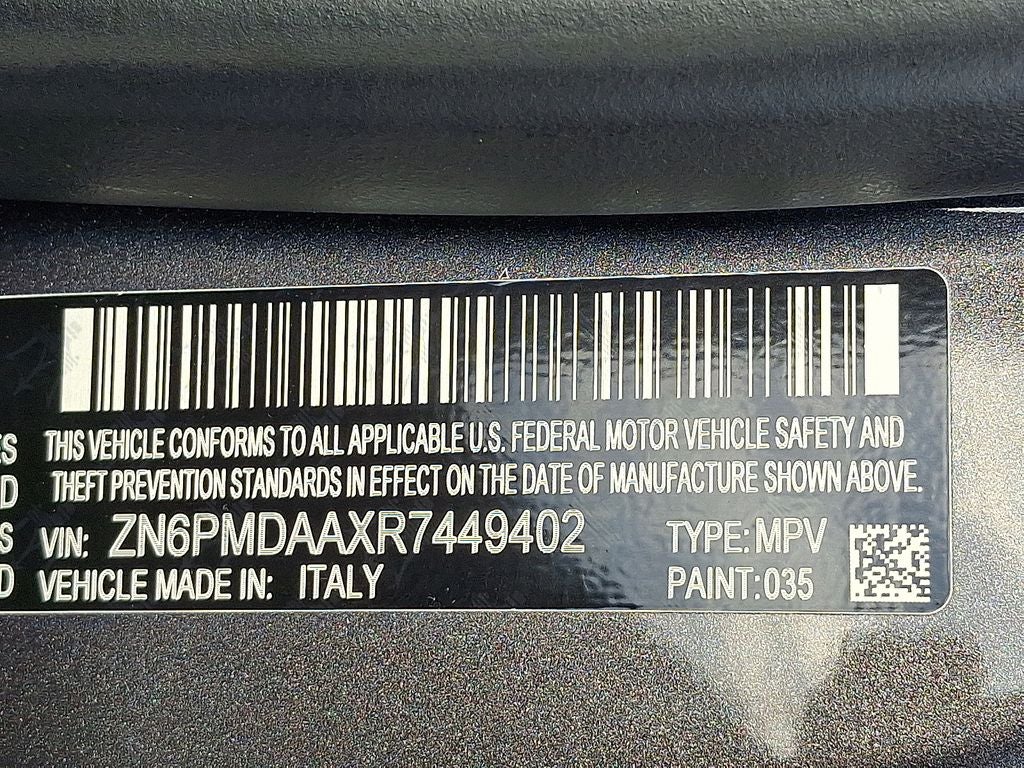 ES THIS VEHICLE CONFORMS TO ALL APPLICABLE U.S. FEDERAL MOTOR VEHICLE SAFETY AND
D THEFT PREVENTION STANDARDS IN EFFECT ON THE DATE OF MANUFACTURE SHOWN ABOVE.
S VIN: ZN6PMDAAXR7449402 TYPE: MPV
D VEHICLE MADE IN: ITALY PAINT: 035